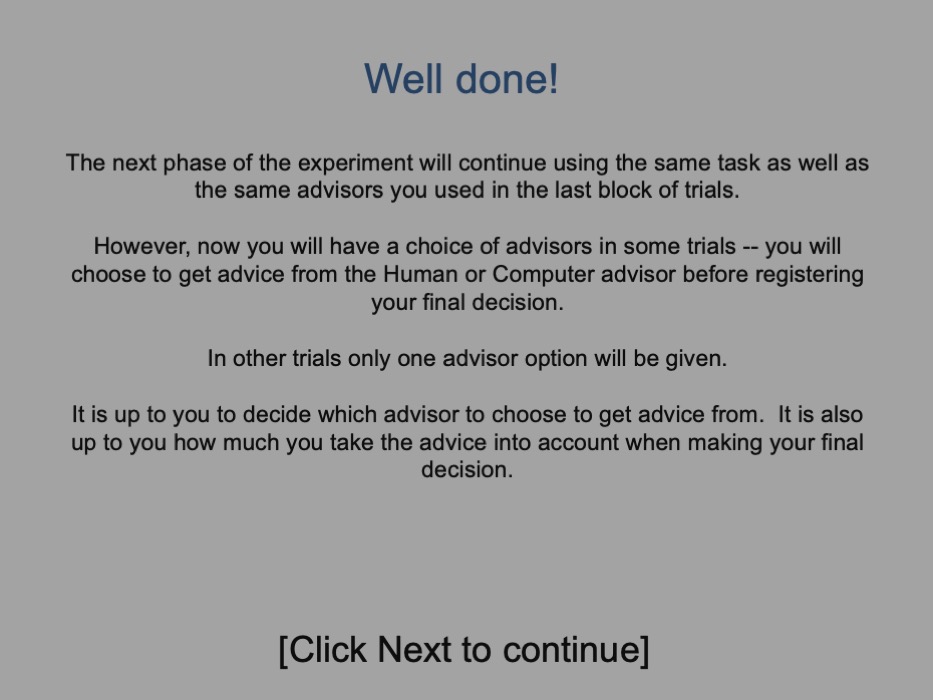 Well done!
The next phase of the experiment will continue using the same task as well as
the same advisors you used in the last block of trials.
However, now you will have a choice of advisors in some trials -- you will
choose to get advice from the Human or Computer advisor before registering
your final decision.
In other trials only one advisor option will be given.
It is up to you to decide which advisor to choose to get advice from.  It is also
up to you how much you take the advice into account when making your final
decision.
[Click Next to continue]